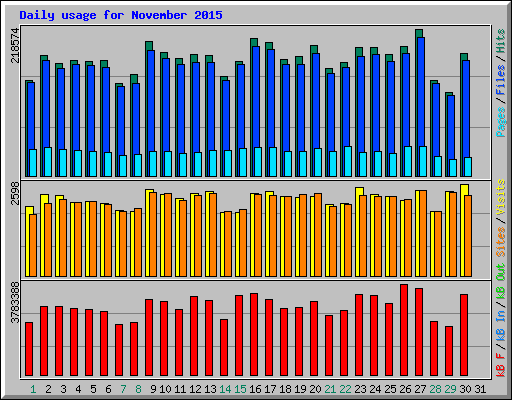 Daily usage for November 2015
218574
Pages / Files / Hits
2598
Sites / Visits
3783388
kB F / kB In / kB Out
1 2 3 4 5 6 7 8 9 10 11 12 13 14 15 16 17 18 19 20 21 22 23 24 25 26 27 28 29 30 31